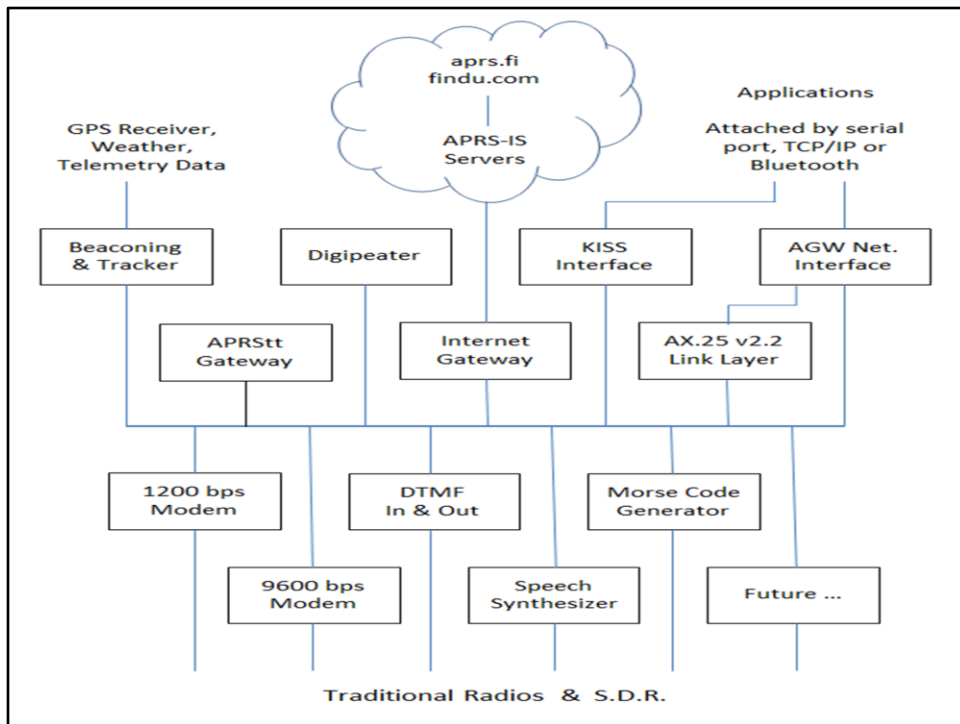 aprs.fi
findu.com
APRS-IS
Servers
GPS Receiver,
Weather,
Telemetry Data
Applications
Attached by serial
port, TCP/IP or
Bluetooth
Beaconing
& Tracker
Digipeater
KISS
Interface
AGW Net.
Interface
APRStt
Gateway
Internet
Gateway
AX.25 v2.2
Link Layer
1200 bps
Modem
DTMF
In & Out
Morse Code
Generator
9600 bps
Modem
Speech
Synthesizer
Future ...
Traditional Radios & S.D.R.